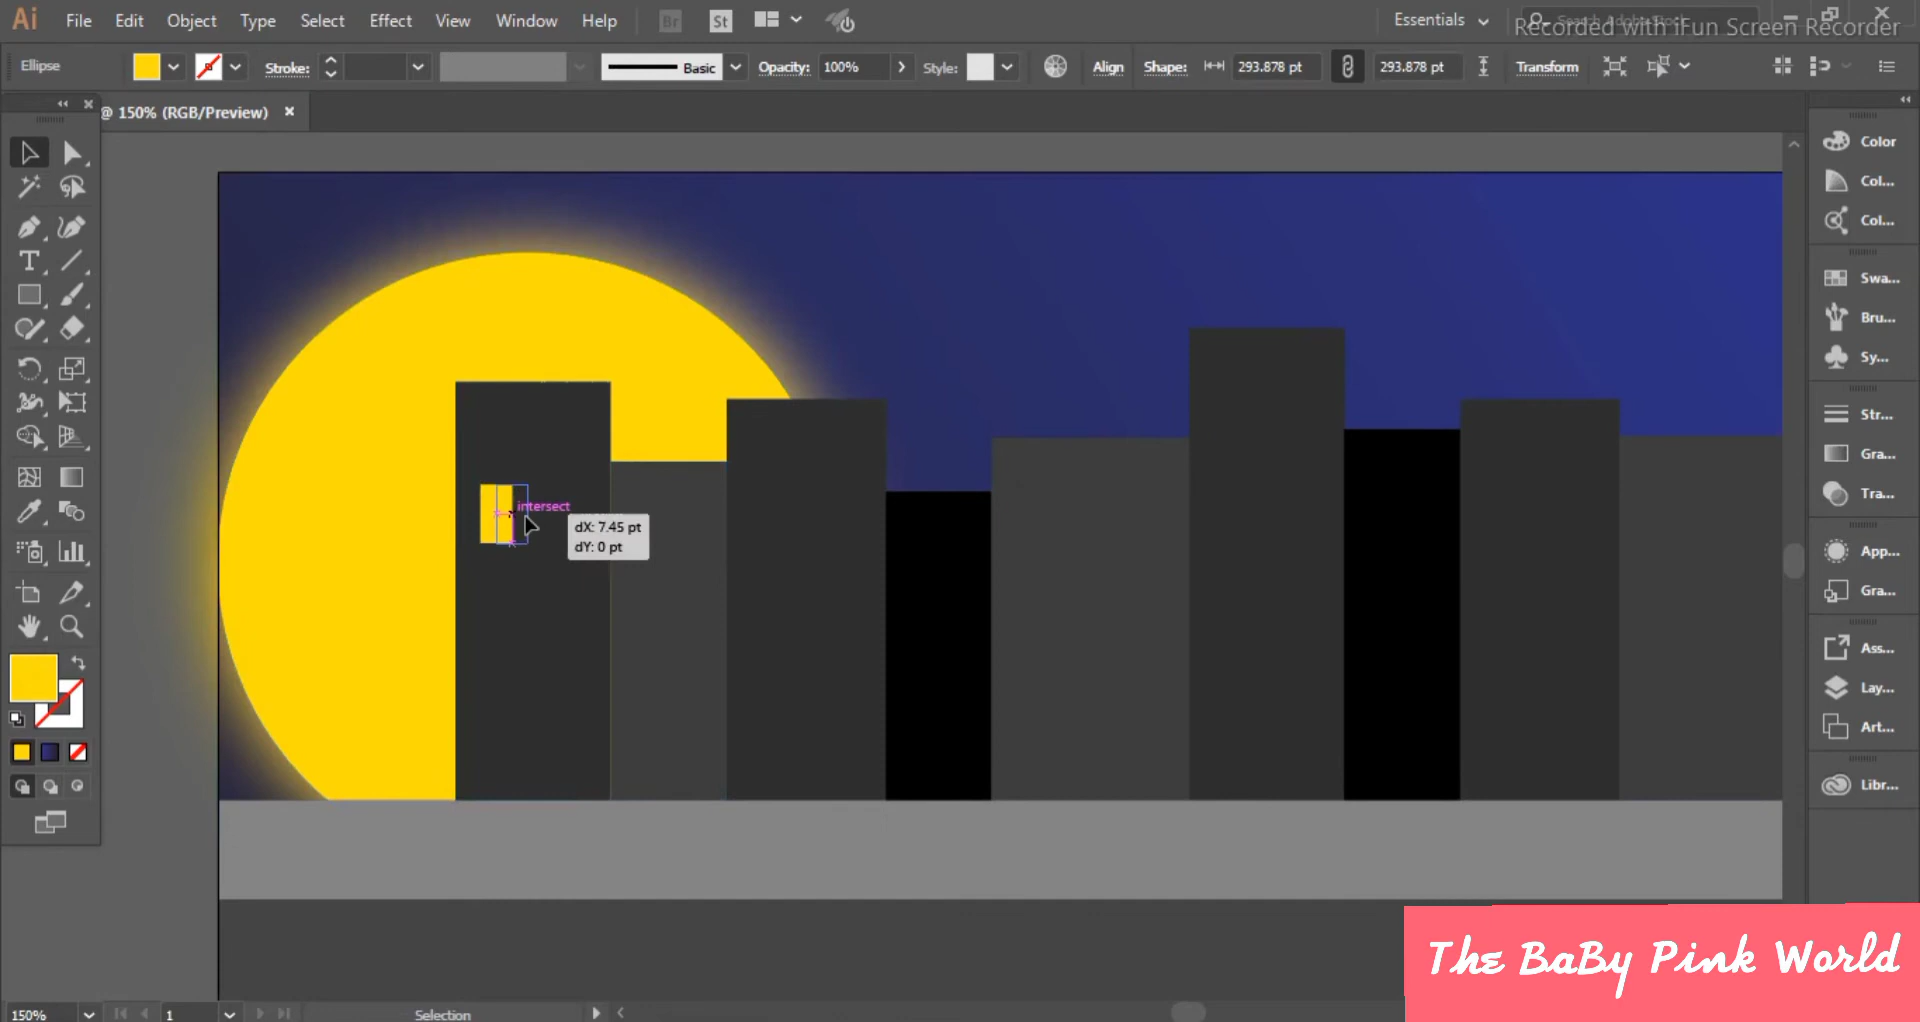 Ai File Edit Object Type Select Effect View Window Help Br St Essentials
Recorded with iFun Screen Recorder
Ellipse Stroke: Basic Opacity: 100% Style: Align Shape: 293.878 pt 293.878 pt Transform
@ 150% (RGB/Preview)
Color
Col...
Col...
Swa...
Bru...
Sy...
Str...
Gra...
Tra...
App...
Gra...
Ass...
Lay...
Art...
Libr...
intersect
dX: 7.45 pt
dY: 0 pt
The BaBy Pink World
150% 1 Selection